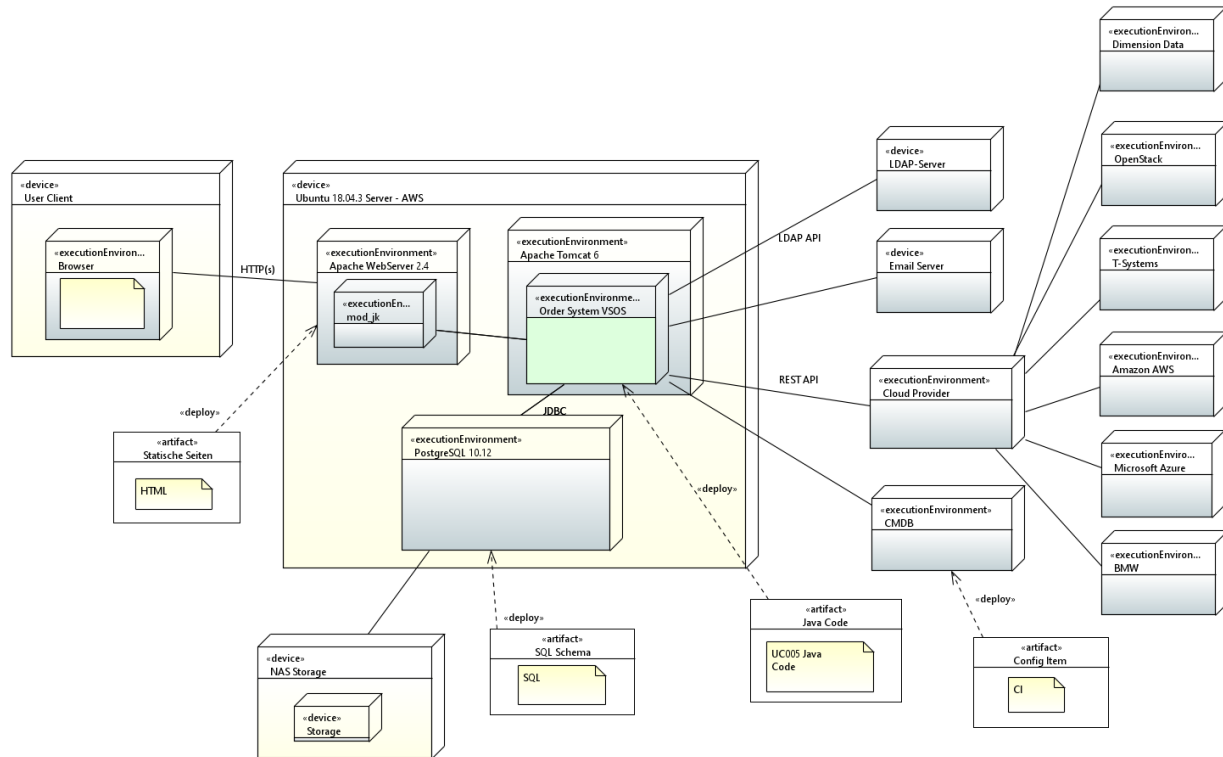 «device»
User Client
«executionEnviron...
Browser
HTTP(s)
«device»
Ubuntu 18.04.3 Server - AWS
«executionEnvironment»
Apache WebServer 2.4
«executionEn...
mod_jk
«executionEnvironment»
Apache Tomcat 6
«executionEnvironme...
Order System VSOS
JDBC
«executionEnvironment»
PostgreSQL 10.12
«deploy»
«artifact»
Statische Seiten
HTML
«device»
NAS Storage
«device»
Storage
«deploy»
«artifact»
SQL Schema
SQL
«deploy»
«artifact»
Java Code
UC005 Java
Code
LDAP API
REST API
«device»
LDAP-Server
«device»
Email Server
«executionEnvironment»
Cloud Provider
«executionEnvironment»
CMDB
«deploy»
«artifact»
Config Item
CI
«executionEnviron...
Dimension Data
«executionEnviron...
OpenStack
«executionEnviron...
T-Systems
«executionEnviron...
Amazon AWS
«executionEnviro...
Microsoft Azure
«executionEnviron...
BMW